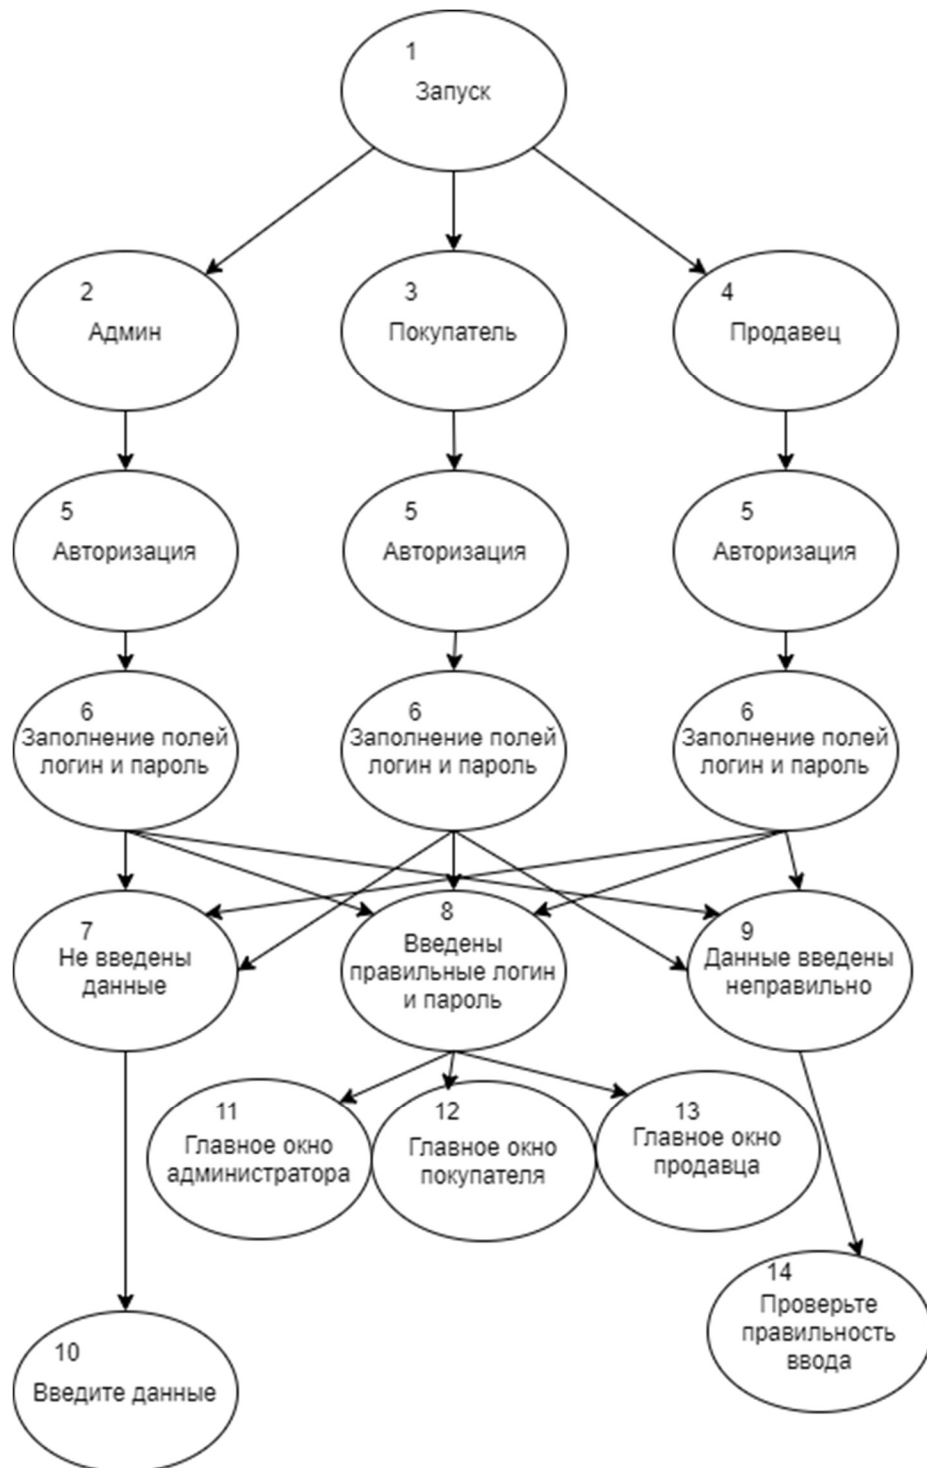 1
Запуск
2
Админ
3
Покупатель
4
Продавец
5
Авторизация
5
Авторизация
5
Авторизация
6
Заполнение полей
логин и пароль
6
Заполнение полей
логин и пароль
6
Заполнение полей
логин и пароль
7
Не введены
данные
8
Введены
правильные логин
и пароль
9
Данные введены
неправильно
11
Главное окно
администратора
12
Главное окно
покупателя
13
Главное окно
продавца
10
Введите данные
14
Проверьте
правильность
ввода